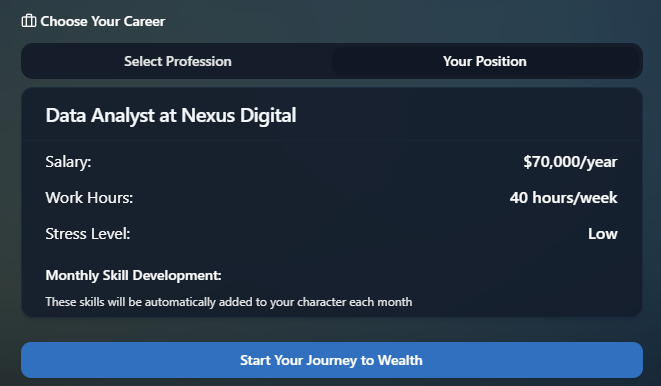 Choose Your Career
Select Profession
Your Position
Data Analyst at Nexus Digital
Salary: $70,000/year
Work Hours: 40 hours/week
Stress Level: Low
Monthly Skill Development:
These skills will be automatically added to your character each month
Start Your Journey to Wealth